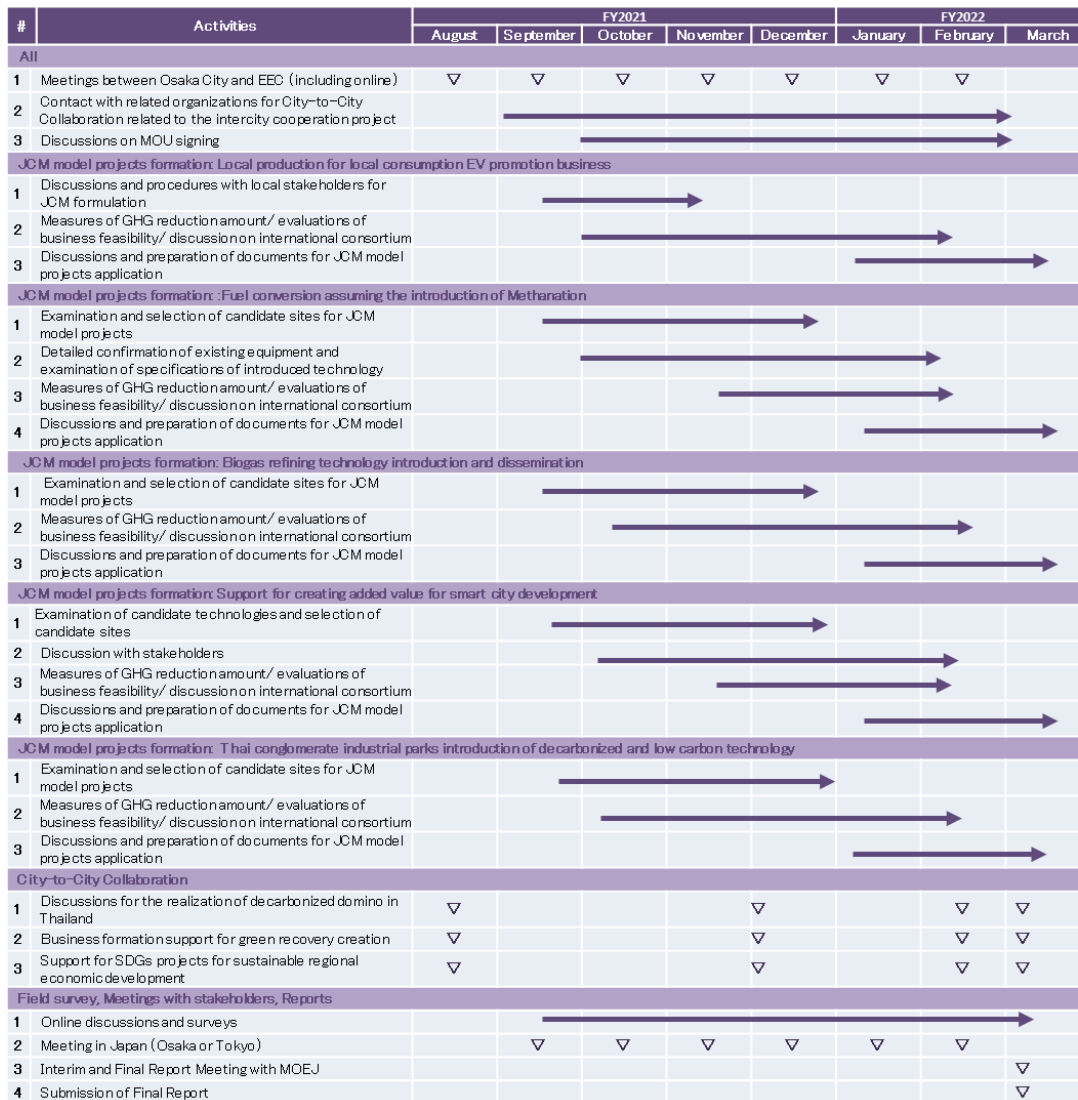 # Activities FY2021 FY2022
August September October November December January February March
All
1 Meetings between Osaka City and EEC (including online) ▽ ▽ ▽ ▽ ▽ ▽ ▽
2 Contact with related organizations for City-to-City
Collaboration related to the intercity cooperation project
3 Discussions on MOU signing
JCM model projects formation: Local production for local consumption EV promotion business
1 Discussions and procedures with local stakeholders for
JCM formulation
2 Measures of GHG reduction amount/ evaluations of
business feasibility/ discussion on international consortium
3 Discussions and preparation of documents for JCM model
projects application
JCM model projects formation: :Fuel conversion assuming the introduction of Methanation
1 Examination and selection of candidate sites for JCM
model projects
2 Detailed confirmation of existing equipment and
examination of specifications of introduced technology
3 Measures of GHG reduction amount/ evaluations of
business feasibility/ discussion on international consortium
4 Discussions and preparation of documents for JCM model
projects application
JCM model projects formation: Biogas refining technology introduction and dissemination
1 Examination and selection of candidate sites for JCM
model projects
2 Measures of GHG reduction amount/ evaluations of
business feasibility/ discussion on international consortium
3 Discussions and preparation of documents for JCM model
projects application
JCM model projects formation: Support for creating added value for smart city development
1 Examination of candidate technologies and selection of
candidate sites
2 Discussion with stakeholders
3 Measures of GHG reduction amount/ evaluations of
business feasibility/ discussion on international consortium
4 Discussions and preparation of documents for JCM model
projects application
JCM model projects formation: Thai conglomerate industrial parks introduction of decarbonized and low carbon technology
1 Examination and selection of candidate sites for JCM
model projects
2 Measures of GHG reduction amount/ evaluations of
business feasibility/ discussion on international consortium
3 Discussions and preparation of documents for JCM model
projects application
City-to-City Collaboration
1 Discussions for the realization of decarbonized domino in
Thailand ▽ ▽ ▽ ▽
2 Business formation support for green recovery creation ▽ ▽ ▽ ▽
3 Support for SDGs projects for sustainable regional
economic development ▽ ▽ ▽ ▽
Field survey, Meetings with stakeholders, Reports
1 Online discussions and surveys
2 Meeting in Japan (Osaka or Tokyo) ▽ ▽ ▽ ▽ ▽ ▽
3 Interim and Final Report Meeting with MOEJ ▽
4 Submission of Final Report ▽